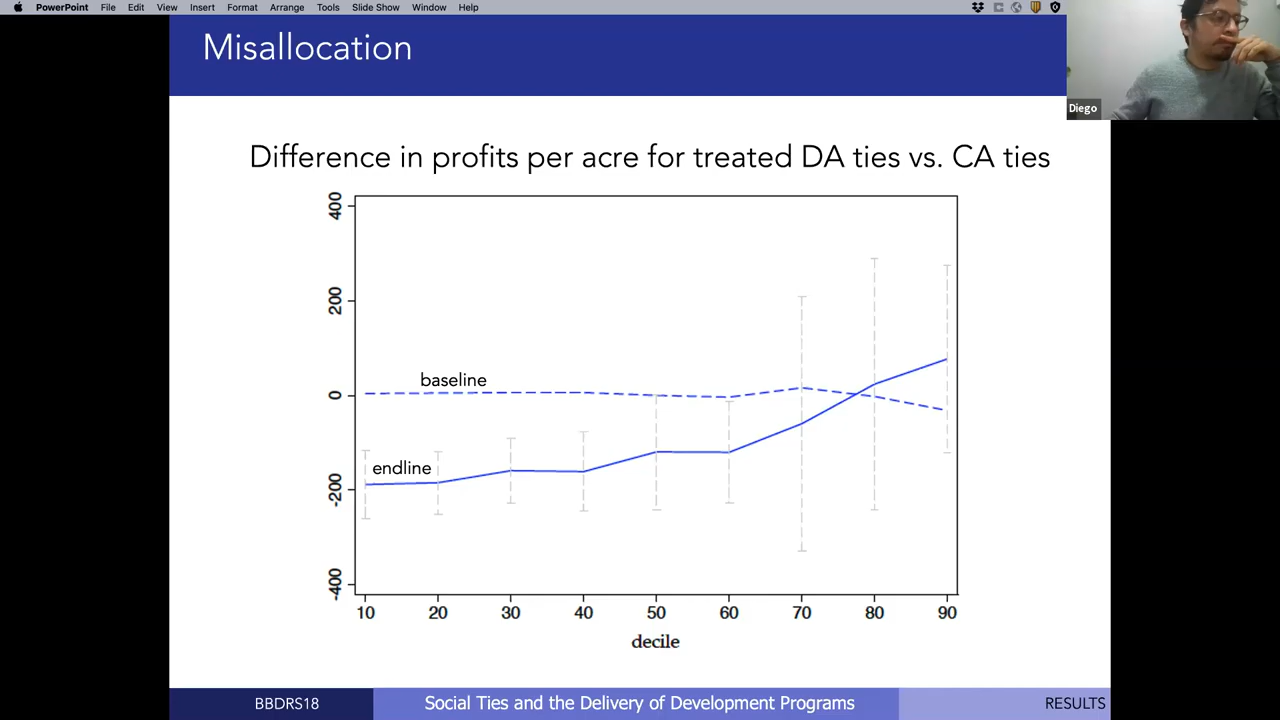 PowerPoint File Edit View Insert Format Arrange Tools Slide Show Window Help
Misallocation
Diego
Difference in profits per acre for treated DA ties vs. CA ties
400
200
0
-200
-400
baseline
endline
10 20 30 40 50 60 70 80 90
decile
BBDRS18 Social Ties and the Delivery of Development Programs RESULTS